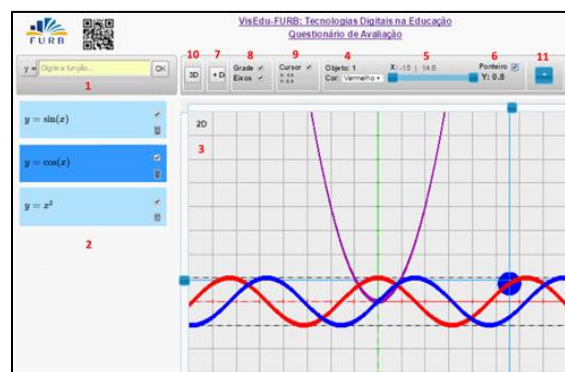 FURB
VisEdu-FURB: Tecnologias Digitais na Educação
Questionário de Avaliação
10
7
8
9
4
5
6
11
y =
Digite a função...
OK
1
3D
+ D
Grade
Eixos
Cursor
Objeto: 1
Cor: Vermelho
X: -15 | 14.6
Ponteiro
Y: 0.8
y = sin(x)
y = cos(x)
y = x²
2
2D
3